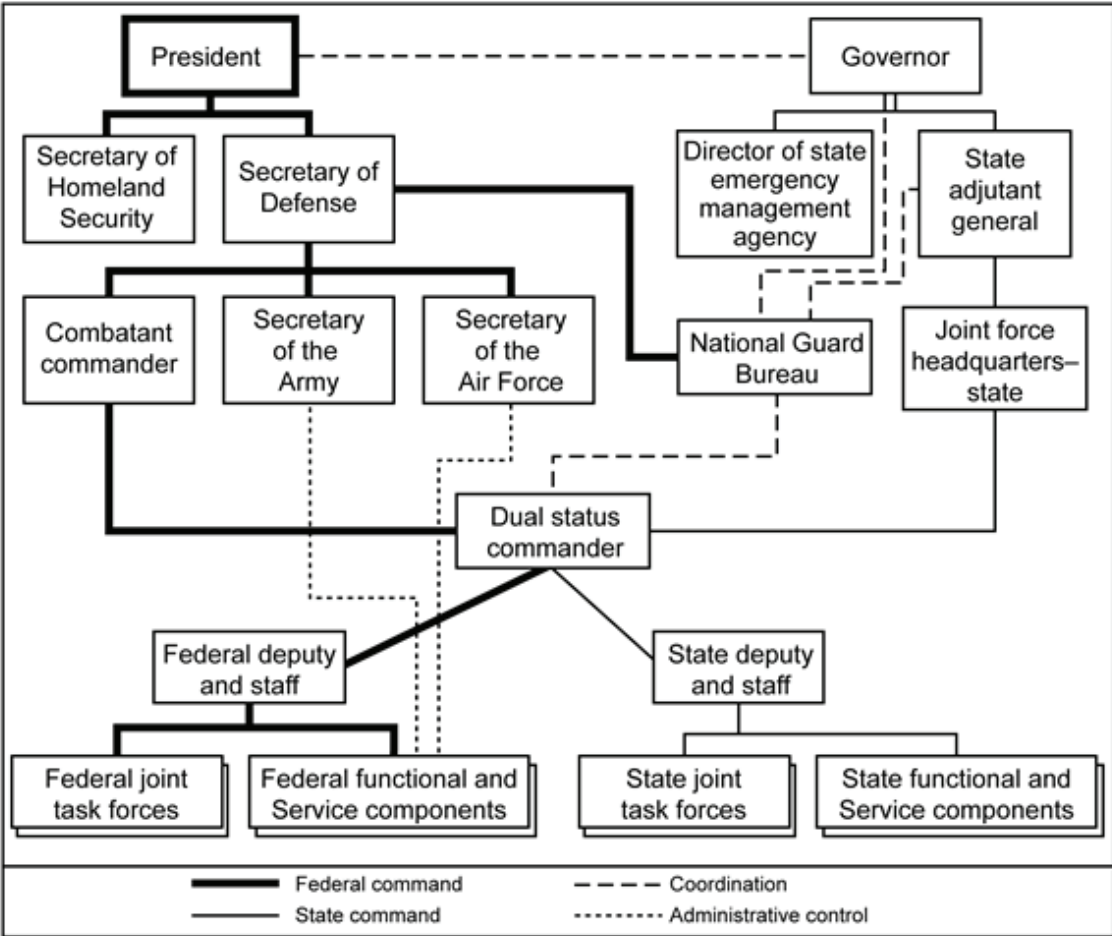 President
Governor
Secretary of
Homeland
Security
Secretary of
Defense
Director of state
emergency
management
agency
State
adjutant
general
Combatant
commander
Secretary
of the
Army
Secretary
of the
Air Force
National Guard
Bureau
Joint force
headquarters–
state
Dual status
commander
Federal deputy
and staff
State deputy
and staff
Federal joint
task forces
Federal functional and
Service components
State joint
task forces
State functional and
Service components
Federal command
Coordination
State command
Administrative control